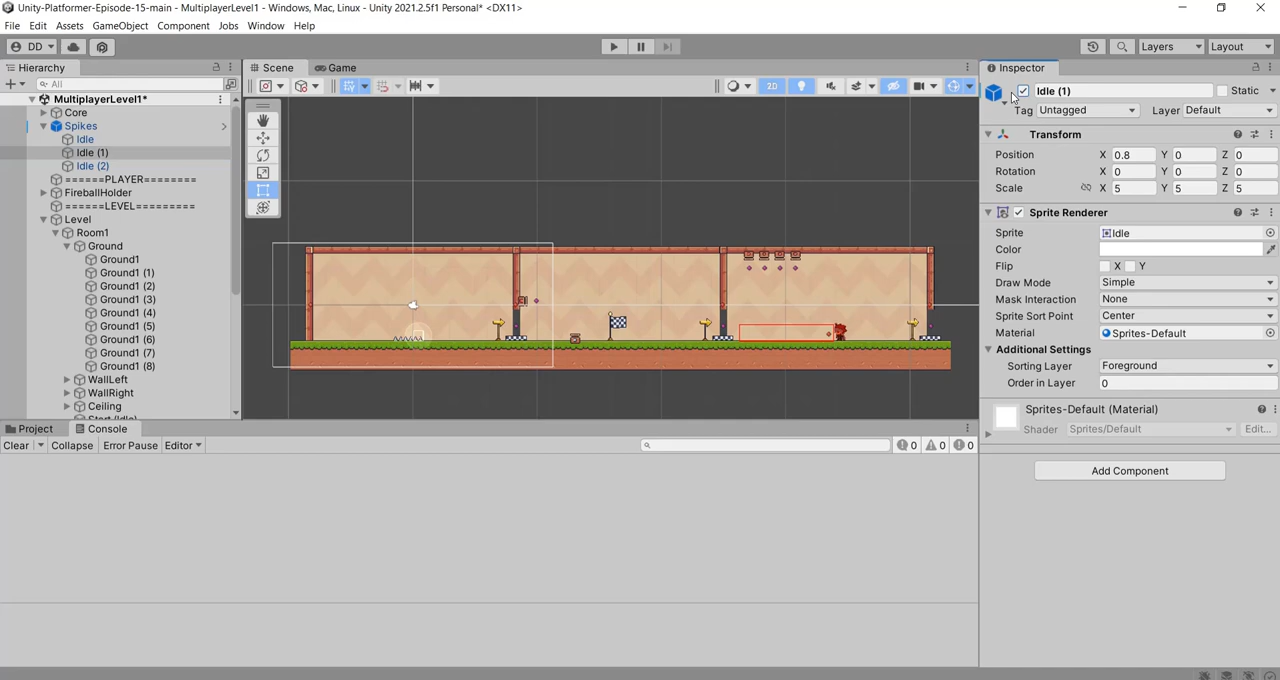 Unity-Platformer-Episode-15-main - MultiplayerLevel1 - Windows, Mac, Linux - Unity 2021.2.5f1 Personal* <DX11>
File Edit Assets GameObject Component Jobs Window Help
DD Layers Layout
Hierarchy
All
MultiplayerLevel1*
Core
Spikes
Idle
Idle (1)
Idle (2)
======PLAYER========
FireballHolder
======LEVEL=========
Level
Room1
Ground
Ground1
Ground1 (1)
Ground1 (2)
Ground1 (3)
Ground1 (4)
Ground1 (5)
Ground1 (6)
Ground1 (7)
Ground1 (8)
WallLeft
WallRight
Ceiling
Scene Game
2D
Inspector
Idle (1) Static
Tag Untagged Layer Default
Transform
Position X 0.8 Y 0 Z 0
Rotation X 0 Y 0 Z 0
Scale X 5 Y 5 Z 5
Sprite Renderer
Sprite Idle
Color
Flip X Y
Draw Mode Simple
Mask Interaction None
Sprite Sort Point Center
Material Sprites-Default
Additional Settings
Sorting Layer Foreground
Order in Layer 0
Sprites-Default (Material)
Shader Sprites/Default Edit...
Add Component
Project Console
Clear Collapse Error Pause Editor 0 0 0